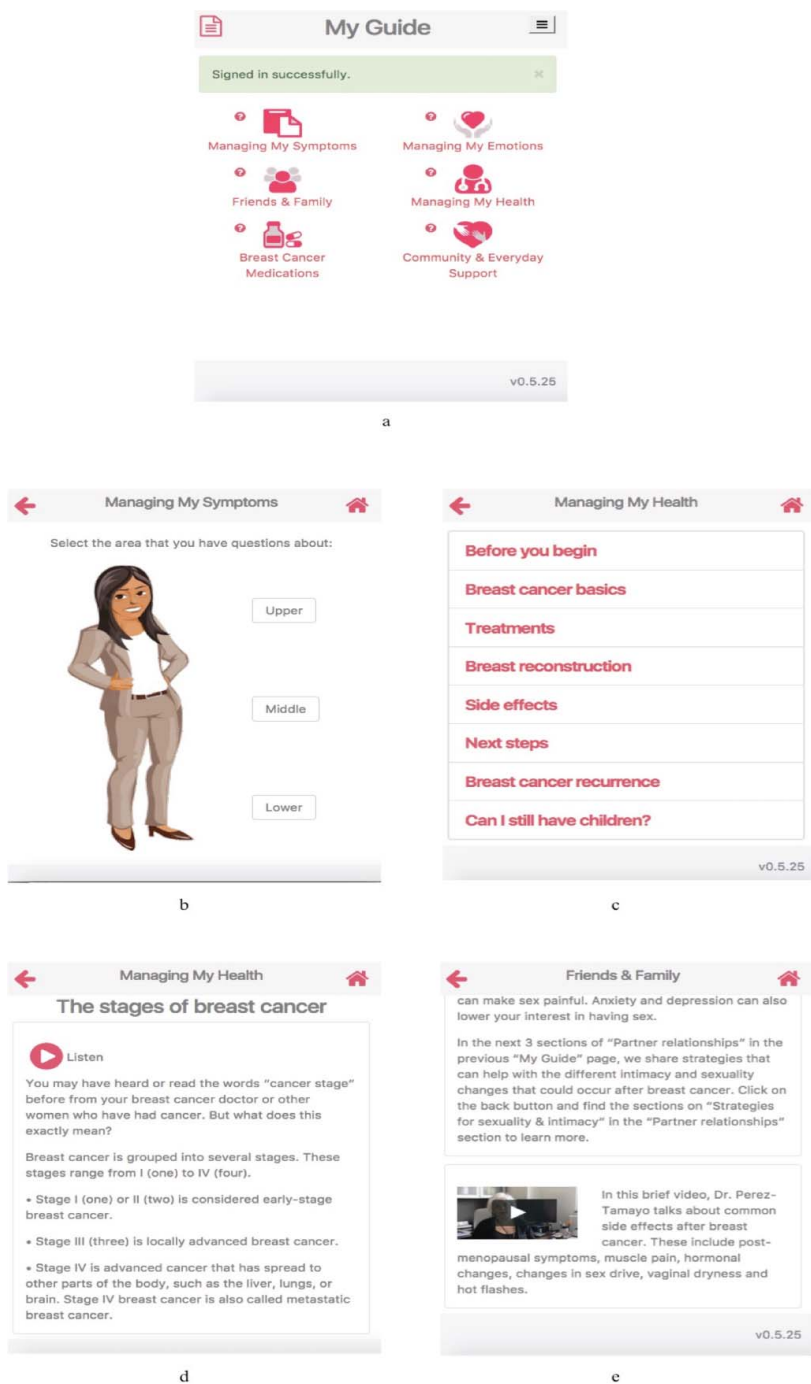 My Guide
Signed in successfully.
Managing My Symptoms
Managing My Emotions
Friends & Family
Managing My Health
Breast Cancer
Medications
Community & Everyday
Support
v0.5.25
a
Managing My Symptoms
Select the area that you have questions about:
Upper
Middle
Lower
b
Managing My Health
Before you begin
Breast cancer basics
Treatments
Breast reconstruction
Side effects
Next steps
Breast cancer recurrence
Can I still have children?
v0.5.25
c
Managing My Health
The stages of breast cancer
Listen
You may have heard or read the words “cancer stage”
before from your breast cancer doctor or other
women who have had cancer. But what does this
exactly mean?
Breast cancer is grouped into several stages. These
stages range from I (one) to IV (four).
• Stage I (one) or II (two) is considered early-stage
breast cancer.
• Stage III (three) is locally advanced breast cancer.
• Stage IV is advanced cancer that has spread to
other parts of the body, such as the liver, lungs, or
brain. Stage IV breast cancer is also called metastatic
breast cancer.
d
Friends & Family
can make sex painful. Anxiety and depression can also
lower your interest in having sex.
In the next 3 sections of “Partner relationships” in the
previous “My Guide” page, we share strategies that
can help with the different intimacy and sexuality
changes that could occur after breast cancer. Click on
the back button and find the sections on “Strategies
for sexuality & intimacy” in the “Partner relationships”
section to learn more.
In this brief video, Dr. Perez-
Tamayo talks about common
side effects after breast
cancer. These include post-
menopausal symptoms, muscle pain, hormonal
changes, changes in sex drive, vaginal dryness and
hot flashes.
v0.5.25
e